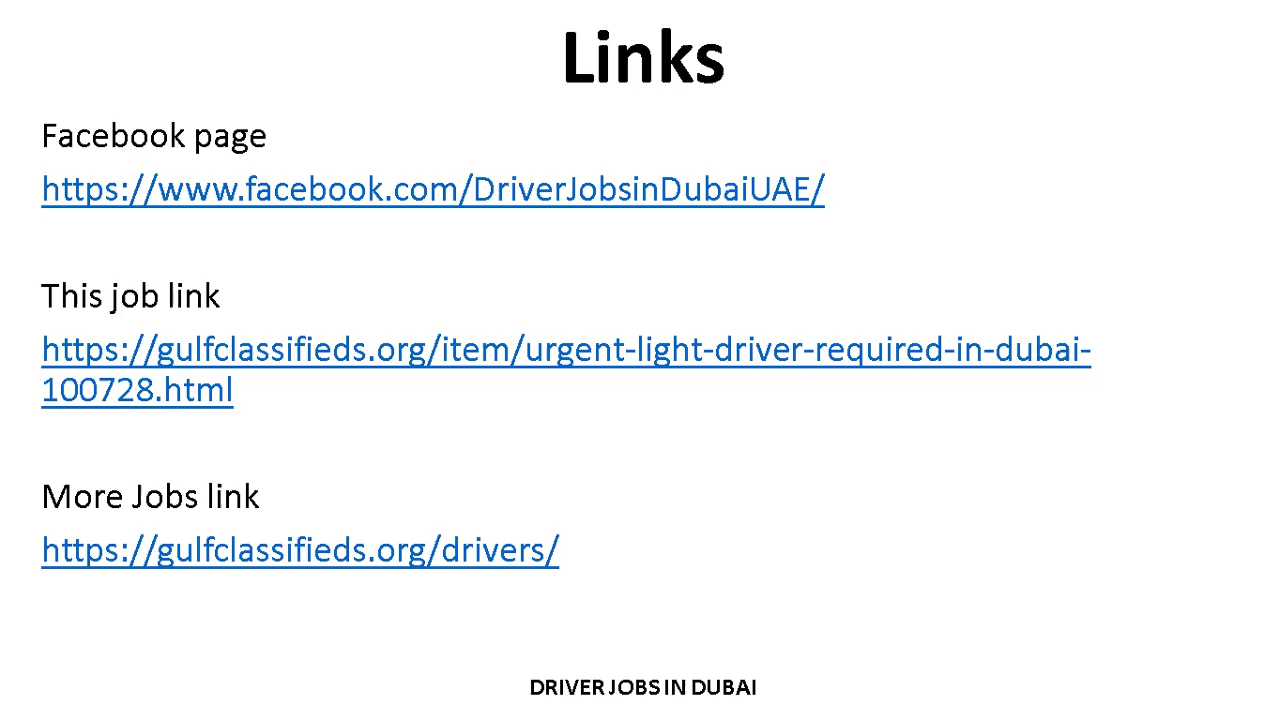 Links
Facebook page
https://www.facebook.com/DriverJobsinDubaiUAE/
This job link
https://gulfclassifieds.org/item/urgent-light-driver-required-in-dubai-
100728.html
More Jobs link
https://gulfclassifieds.org/drivers/
DRIVER JOBS IN DUBAI